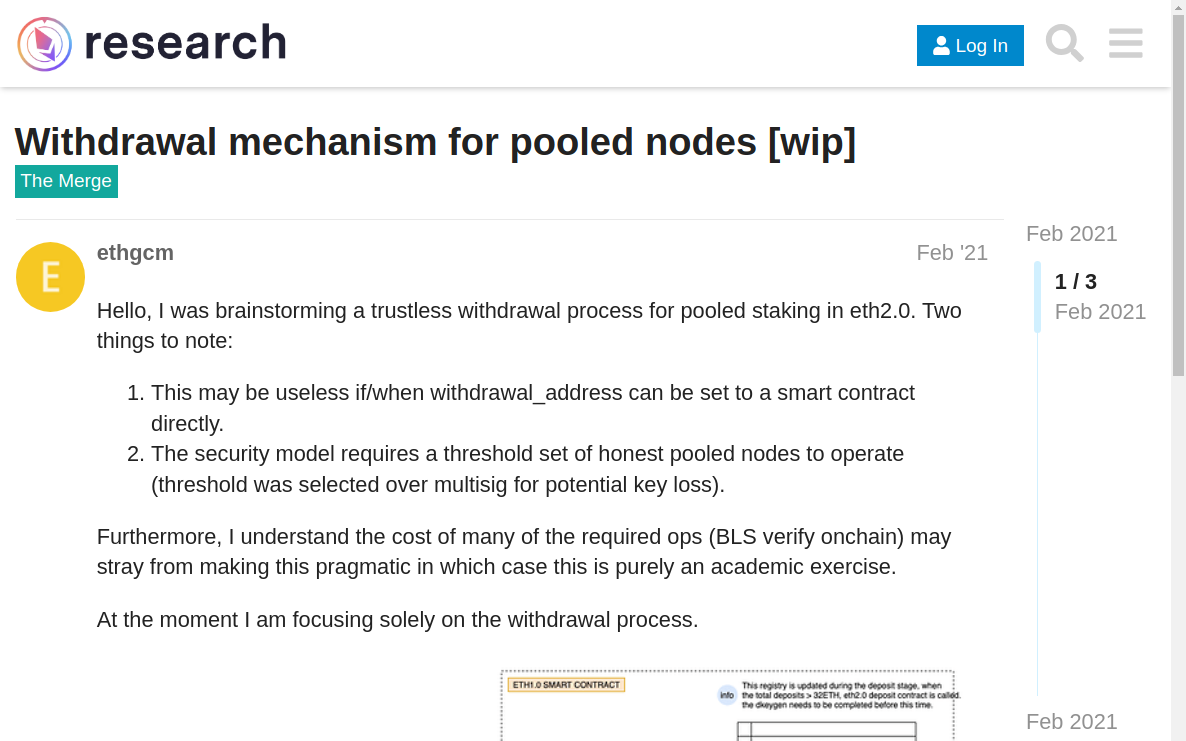 research
Log In
Withdrawal mechanism for pooled nodes [wip]
The Merge
Feb 2021
E
ethgcm
Feb '21
1 / 3
Feb 2021
Hello, I was brainstorming a trustless withdrawal process for pooled staking in eth2.0. Two
things to note:
1. This may be useless if/when withdrawal_address can be set to a smart contract
directly.
2. The security model requires a threshold set of honest pooled nodes to operate
(threshold was selected over multisig for potential key loss).
Furthermore, I understand the cost of many of the required ops (BLS verify onchain) may
stray from making this pragmatic in which case this is purely an academic exercise.
At the moment I am focusing solely on the withdrawal process.
ETH1.0 SMART CONTRACT
info
This registry is updated during the deposit stage, when
the total deposits > 32ETH, eth2.0 deposit contract is called.
the dkeygen needs to be completed before this time.
Feb 2021